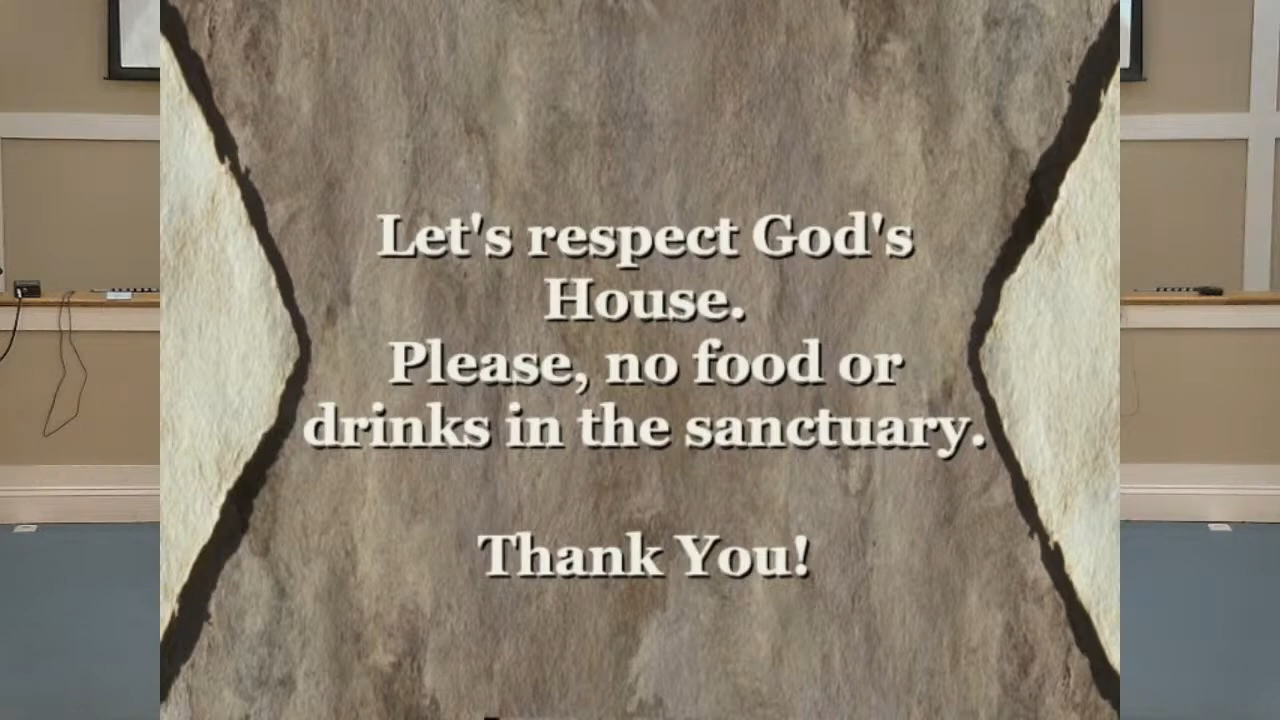 Let's respect God's
House.
Please, no food or
drinks in the sanctuary.
Thank You!